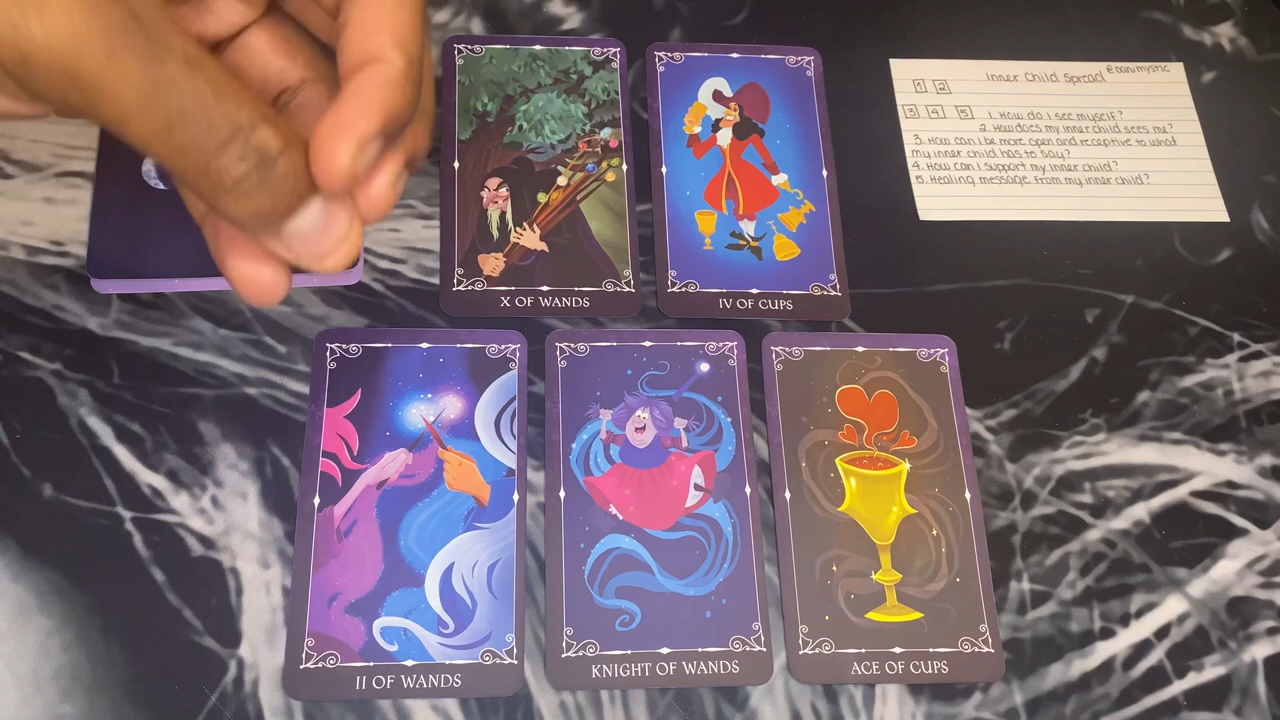 X OF WANDS
IV OF CUPS
Inner Child Spread @danimystic
1 2
3 4 5 1. How do I see myself?
2. How does my inner child sees me?
3. How can I be more open and receptive to what
my inner child has to say?
4. How can I support my inner child?
5. Healing message from my inner child?
II OF WANDS
KNIGHT OF WANDS
ACE OF CUPS